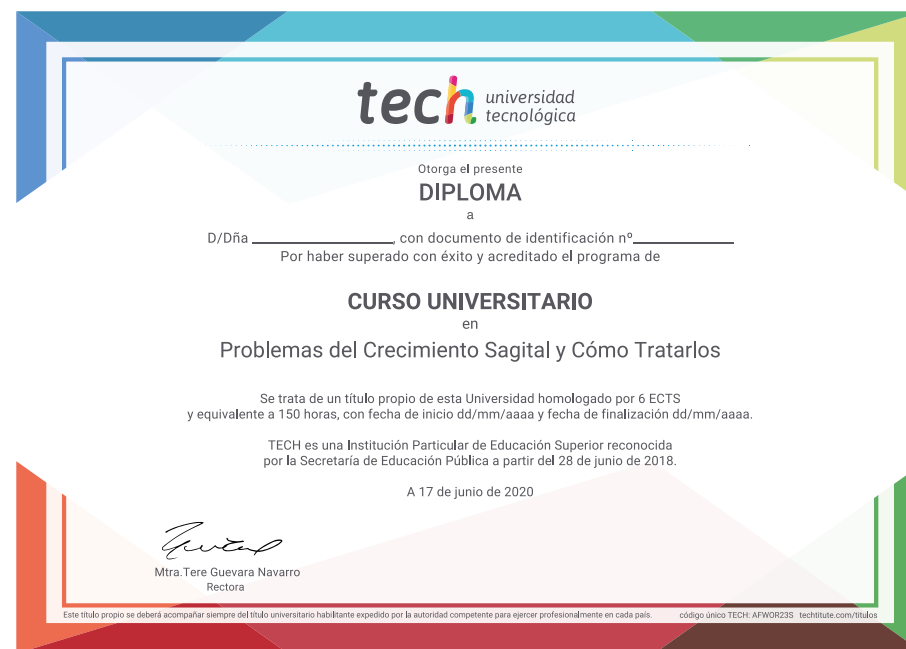 tech universidad
tecnológica
Otorga el presente
DIPLOMA
a
D/Dña ____________________, con documento de identificación nº______________
Por haber superado con éxito y acreditado el programa de
CURSO UNIVERSITARIO
en
Problemas del Crecimiento Sagital y Cómo Tratarlos
Se trata de un título propio de esta Universidad homologado por 6 ECTS
y equivalente a 150 horas, con fecha de inicio dd/mm/aaaa y fecha de finalización dd/mm/aaaa.
TECH es una Institución Particular de Educación Superior reconocida
por la Secretaría de Educación Pública a partir del 28 de junio de 2018.
A 17 de junio de 2020
Mtra.Tere Guevara Navarro
Rectora
Este título propio se deberá acompañar siempre del título universitario habilitante expedido por la autoridad competente para ejercer profesionalmente en cada país. código único TECH: AFWOR23S techtitute.com/titulos